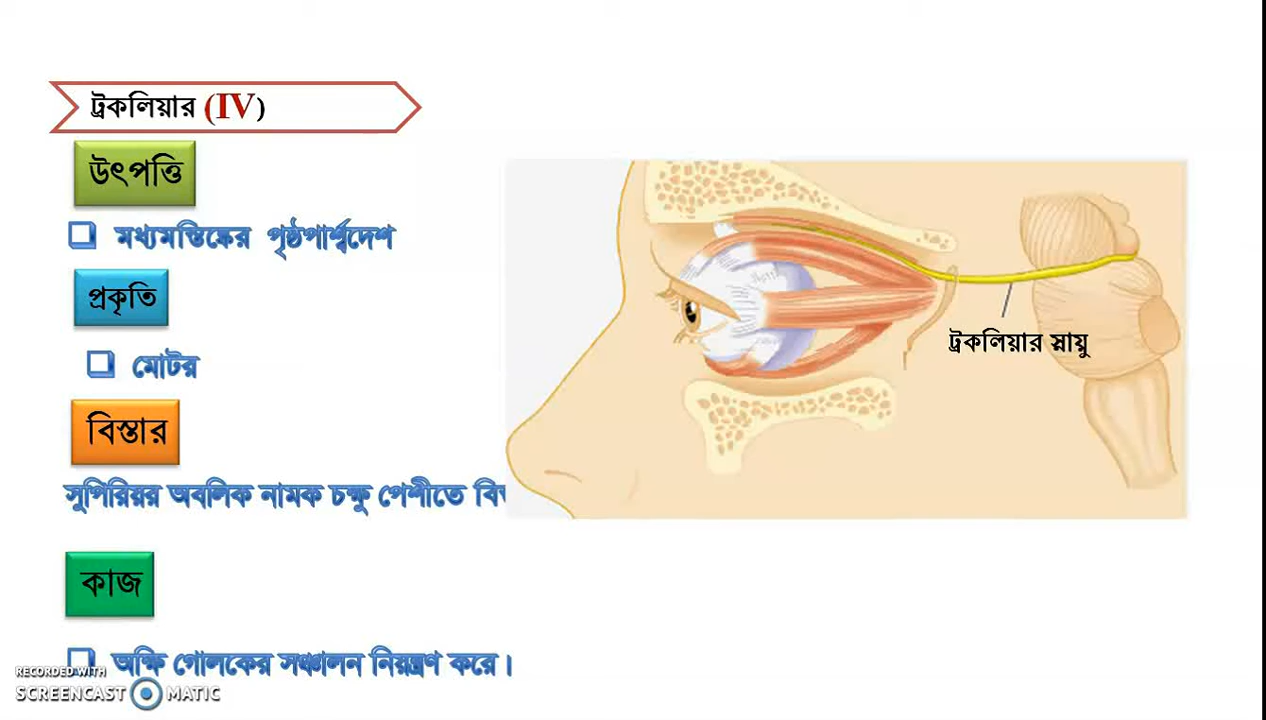 ট্রকলিয়ার (IV)
উৎপত্তি
মধ্যমস্তিষ্কের পৃষ্ঠপার্শ্বদেশ
প্রকৃতি
মোটর
ট্রকলিয়ার স্নায়ু
বিস্তার
সুপিরিয়র অবলিক নামক চক্ষু পেশীতে
কাজ
অক্ষি গোলকের সঞ্চালন নিয়ন্ত্রণ করে।
RECORDED WITH
SCREENCAST MATIC